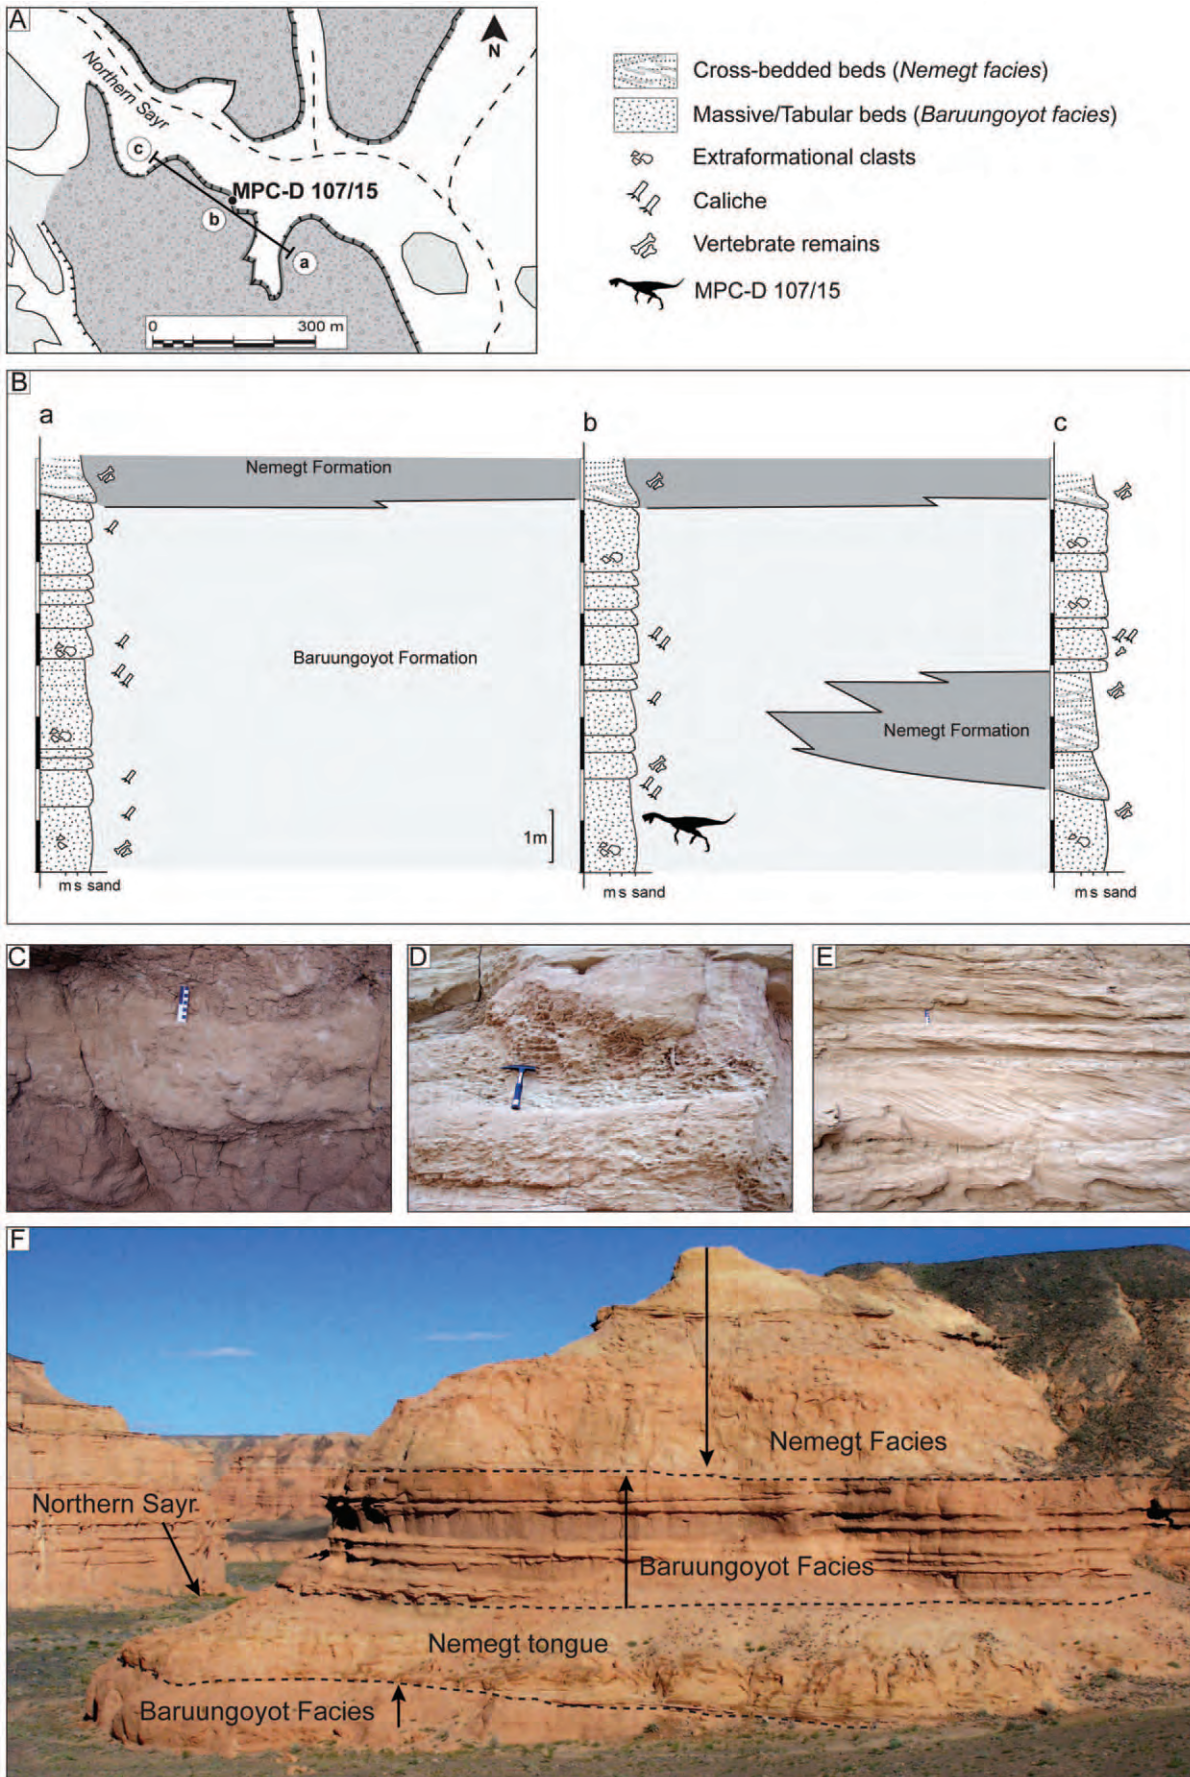 A
N
Northern Sayr
c
MPC-D 107/15
b
a
0 300 m
Cross-bedded beds (Nemegt facies)
Massive/Tabular beds (Baruungoyot facies)
Extraformational clasts
Caliche
Vertebrate remains
MPC-D 107/15
B
a b c
Nemegt Formation
Baruungoyot Formation
Nemegt Formation
1m
m s sand m s sand m s sand
C
D
E
F
Nemegt Facies
Northern Sayr
Baruungoyot Facies
Nemegt tongue
Baruungoyot Facies